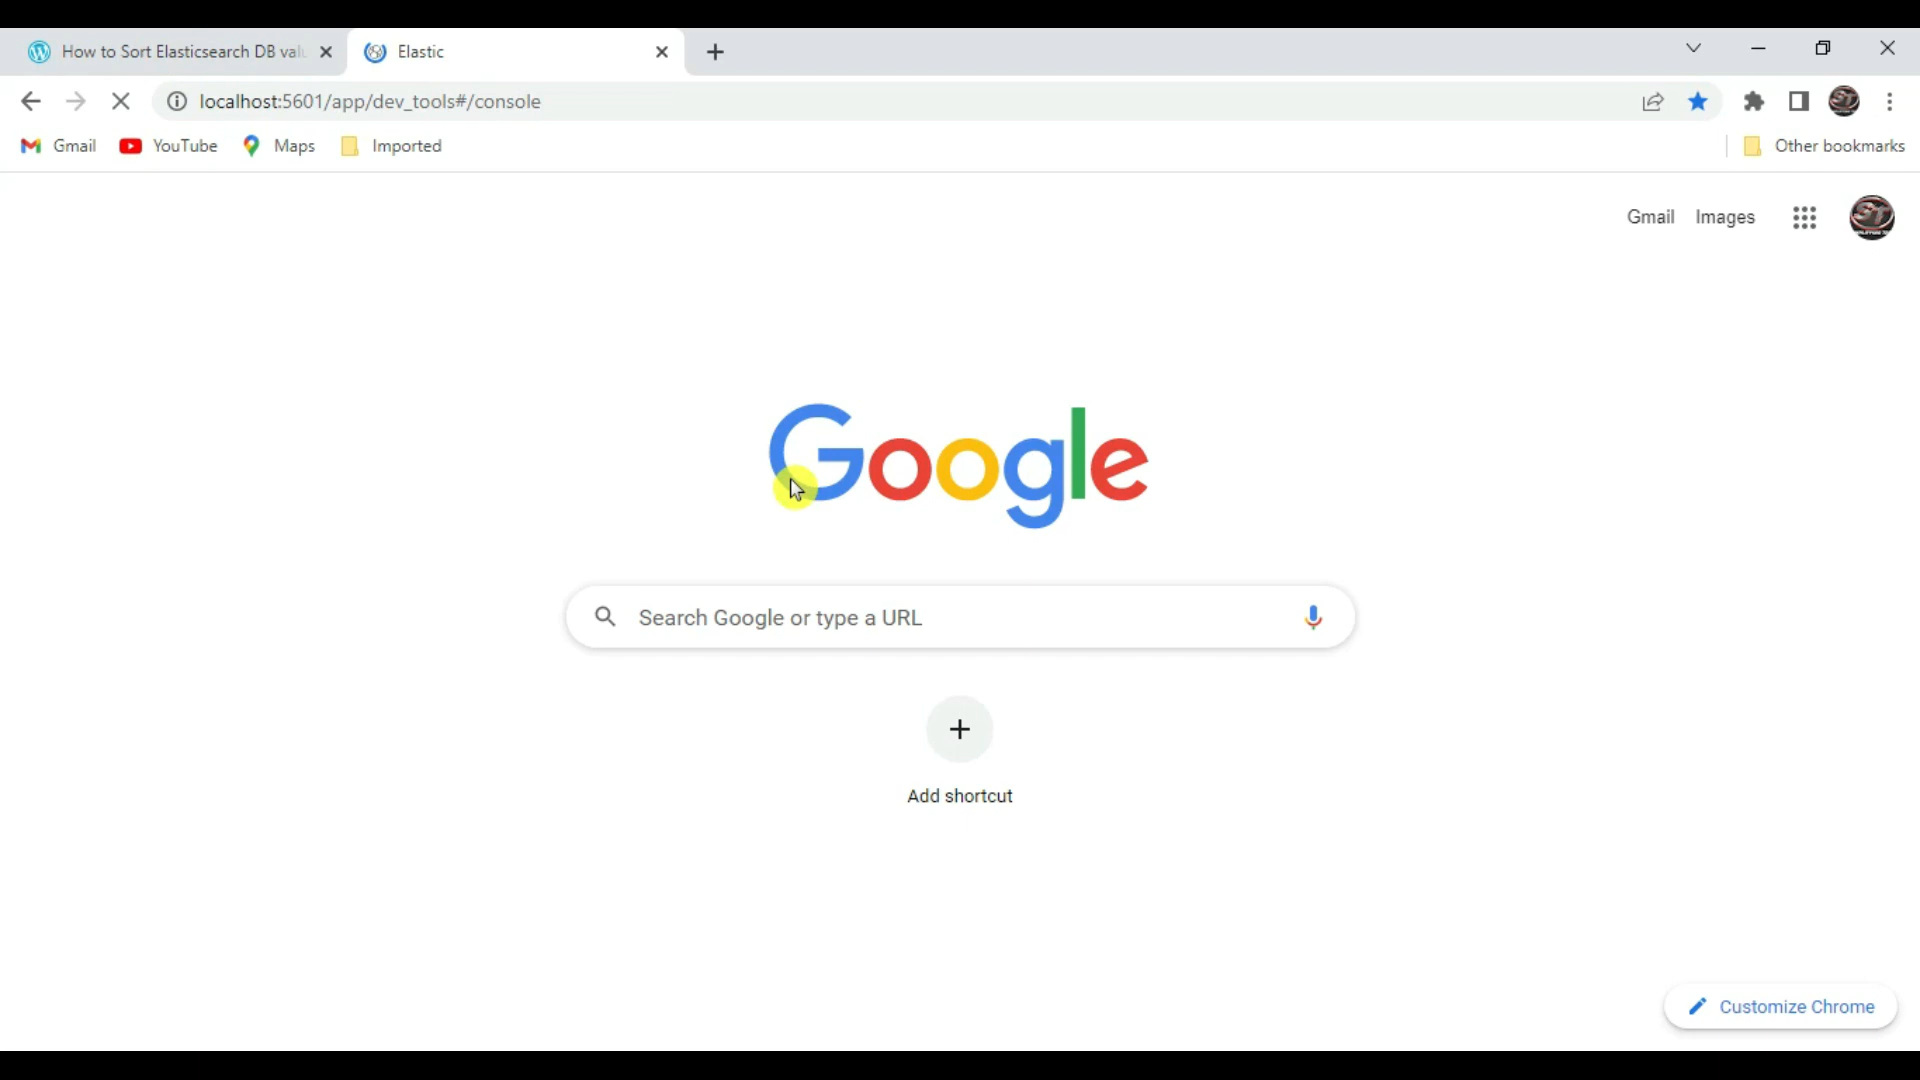 How to Sort Elasticsearch DB val
Elastic
localhost:5601/app/dev_tools#/console
Gmail
YouTube
Maps
Imported
Other bookmarks
Gmail
Images
Google
Search Google or type a URL
Add shortcut
Customize Chrome